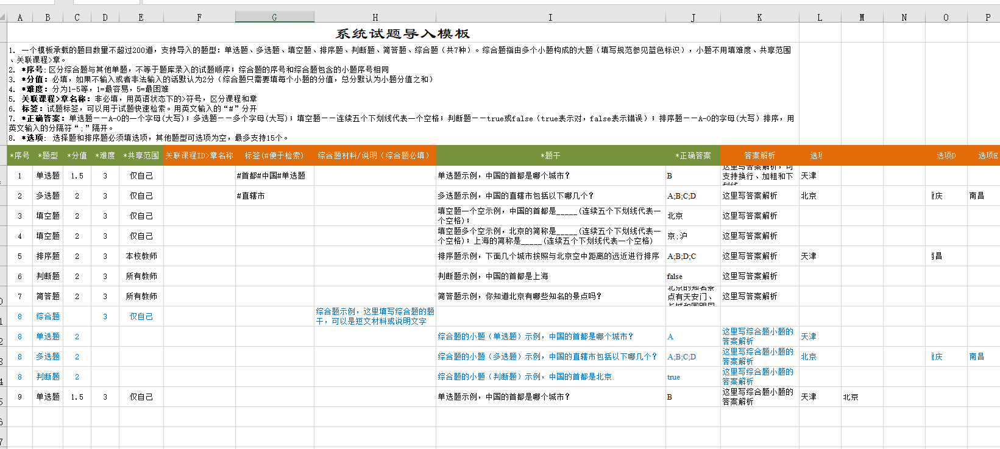 A B C D E F G H I J K L M N O P
系统试题导入模板
1. 一个模板承载的题目数量不超过200道，支持导入的题型：单选题、多选题、填空题、排序题、判断题、简答题、综合题（共7种）。综合题指由多个小题构成的大题（填写规范参见蓝色标识），小题不用填难度、共享范围
、关联课程>章。
2. *序号：区分综合题与其他单题，不等于题库录入的试题顺序；综合题的序号和综合题包含的小题序号相同
3. *分值：必填，如果不输入或者非法输入的话默认为2分（综合题只需要填每个小题的分值，总分默认为小题分值之和）
4. *难度：分为1-5等，1=最容易，5=最困难
5. 关联课程>章名称：非必填，用英语状态下的>符号，区分课程和章
6. 标签：试题标签，可以用于试题快速检索。用英文输入的“#”分开
7. *正确答案：单选题——A-O的一个字母(大写)；多选题——多个字母(大写)；填空题——连续五个下划线代表一个空格；判断题——true或false（true表示对，false表示错误）；排序题——A-O的字母(大写）排序，用
英文输入的分隔符“;”隔开。
8. *选项： 选择题和排序题必须填选项，其他题型可选项为空，最多支持15个。
*序号 *题型 *分值 *难度 *共享范围 关联课程ID>章名称 标签(#便于检索) 综合题材料/说明（综合题必填） *题干 *正确答案 答案解析 选项 选项D 选项E
1 单选题 1.5 3 仅自己 #首都#中国#单选题 单选题示例，中国的首都是哪个城市？ B 这里写答案解析，可
支持换行、加粗和下
划线 天津
2 多选题 2 3 仅自己 #直辖市 多选题示例，中国的直辖市包括以下哪几个？ A;B;C;D 这里写答案解析 北京 重庆 南昌
3 填空题 2 3 仅自己 填空题一个空示例，中国的首都是_____(连续五个下划线代表一
个空格)； 北京 这里写答案解析
4 填空题 2 3 仅自己 填空题多个空示例，北京的简称是_____(连续五个下划线代表一
个空格)；上海的简称是_____(连续五个下划线代表一个空格) 京;沪 这里写答案解析
5 排序题 2 3 本校教师 排序题示例，下面几个城市按照与北京空中距离的远近进行排序 A;B;D;C 这里写答案解析 天津 南昌
6 判断题 2 3 所有教师 判断题示例，中国的首都是上海 false 这里写答案解析
7 简答题 2 3 所有教师 简答题示例，你知道北京有哪些知名的景点吗？ 北京的知名景
点有天安门、
长城和圆明园 这里写答案解析
8 综合题 3 仅自己 综合题示例，这里填写综合题的题
干，可以是短文材料或说明文字
8 单选题 2 综合题的小题（单选题）示例，中国的首都是哪个城市？ A 这里写综合题小题的
答案解析 天津
8 多选题 2 综合题的小题（多选题）示例，中国的直辖市包括以下哪几个？ A;B;C;D 这里写综合题小题的
答案解析 北京 重庆 南昌
8 判断题 2 综合题的小题（判断题）示例，中国的首都是北京 true 这里写综合题小题的
答案解析
9 单选题 1.5 3 仅自己 单选题示例，中国的首都是哪个城市？ B 这里写综合题小题的
答案解析 天津 北京